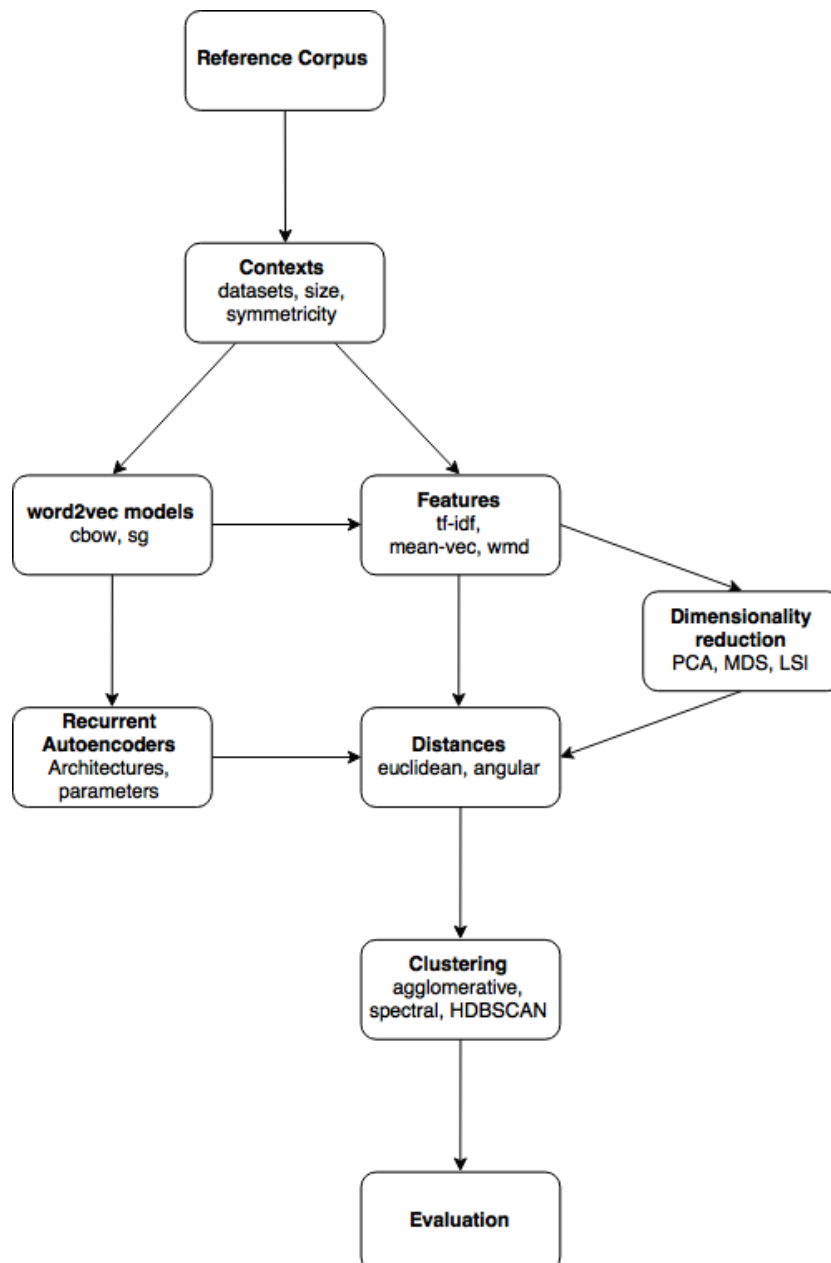 Reference Corpus
Contexts
datasets, size,
symmetricity
word2vec models
cbow, sg
Features
tf-idf,
mean-vec, wmd
Dimensionality
reduction
PCA, MDS, LSI
Recurrent
Autoencoders
Architectures,
parameters
Distances
euclidean, angular
Clustering
agglomerative,
spectral, HDBSCAN
Evaluation